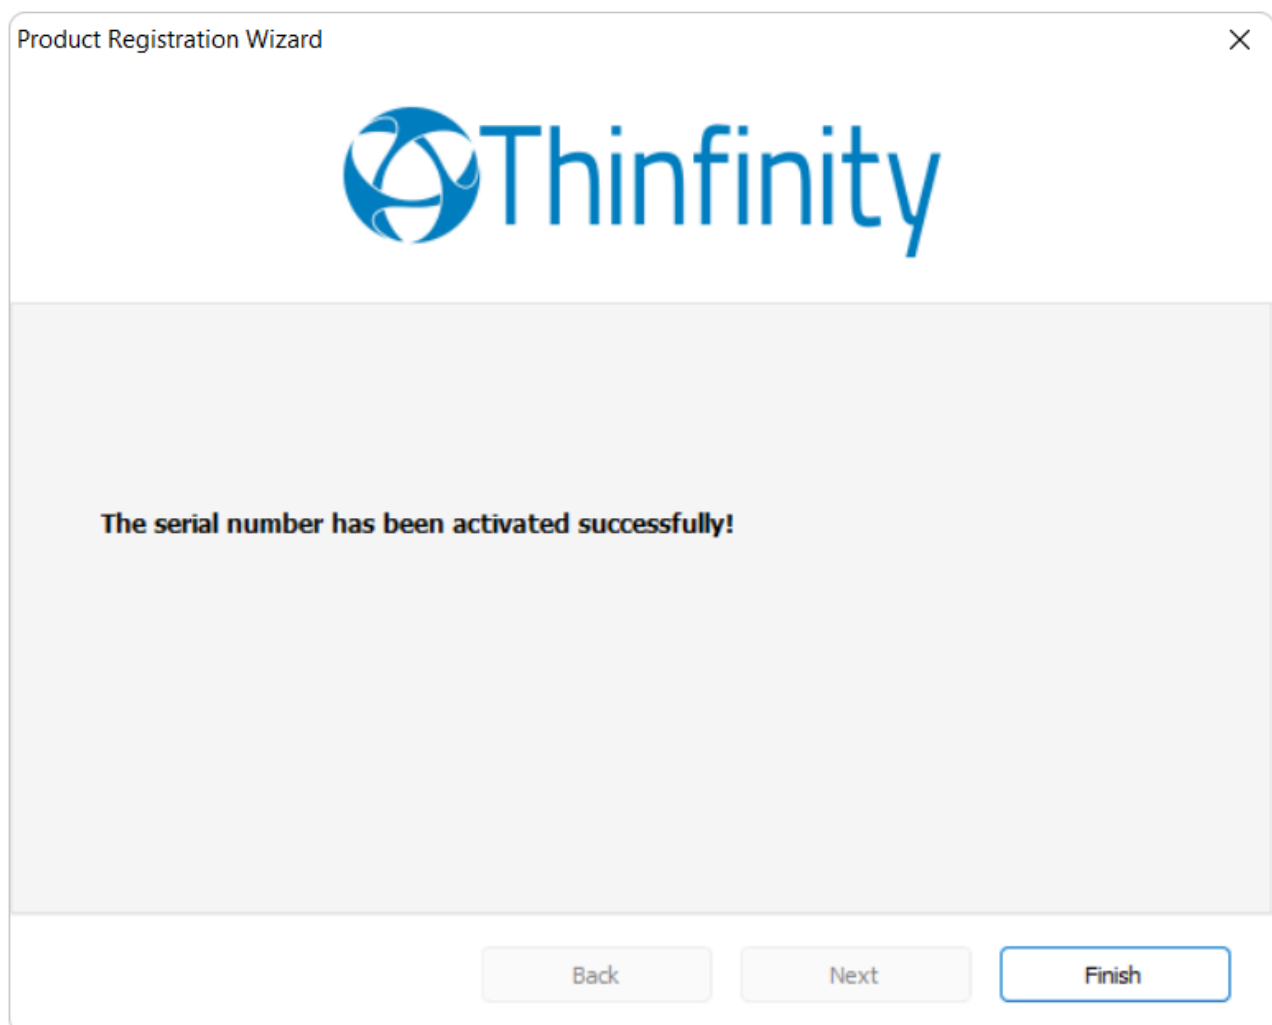 Product Registration Wizard
Thinfinity
The serial number has been activated successfully!
Back Next Finish